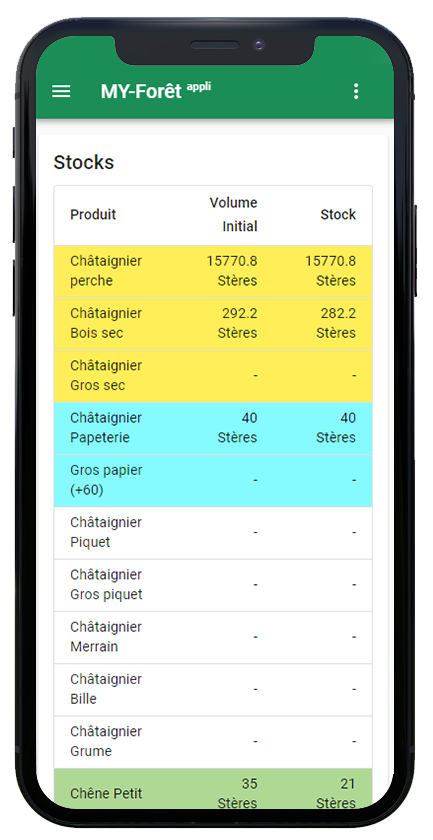 MY-Forêt appli
Stocks
Produit Volume Initial Stock
Châtaignier perche 15770.8 Stères 15770.8 Stères
Châtaignier Bois sec 292.2 Stères 282.2 Stères
Châtaignier Gros sec - -
Châtaignier Papeterie 40 Stères 40 Stères
Gros papier (+60) - -
Châtaignier Piquet - -
Châtaignier Gros piquet - -
Châtaignier Merrain - -
Châtaignier Bille - -
Châtaignier Grume - -
Chêne Petit 35 Stères 21 Stères